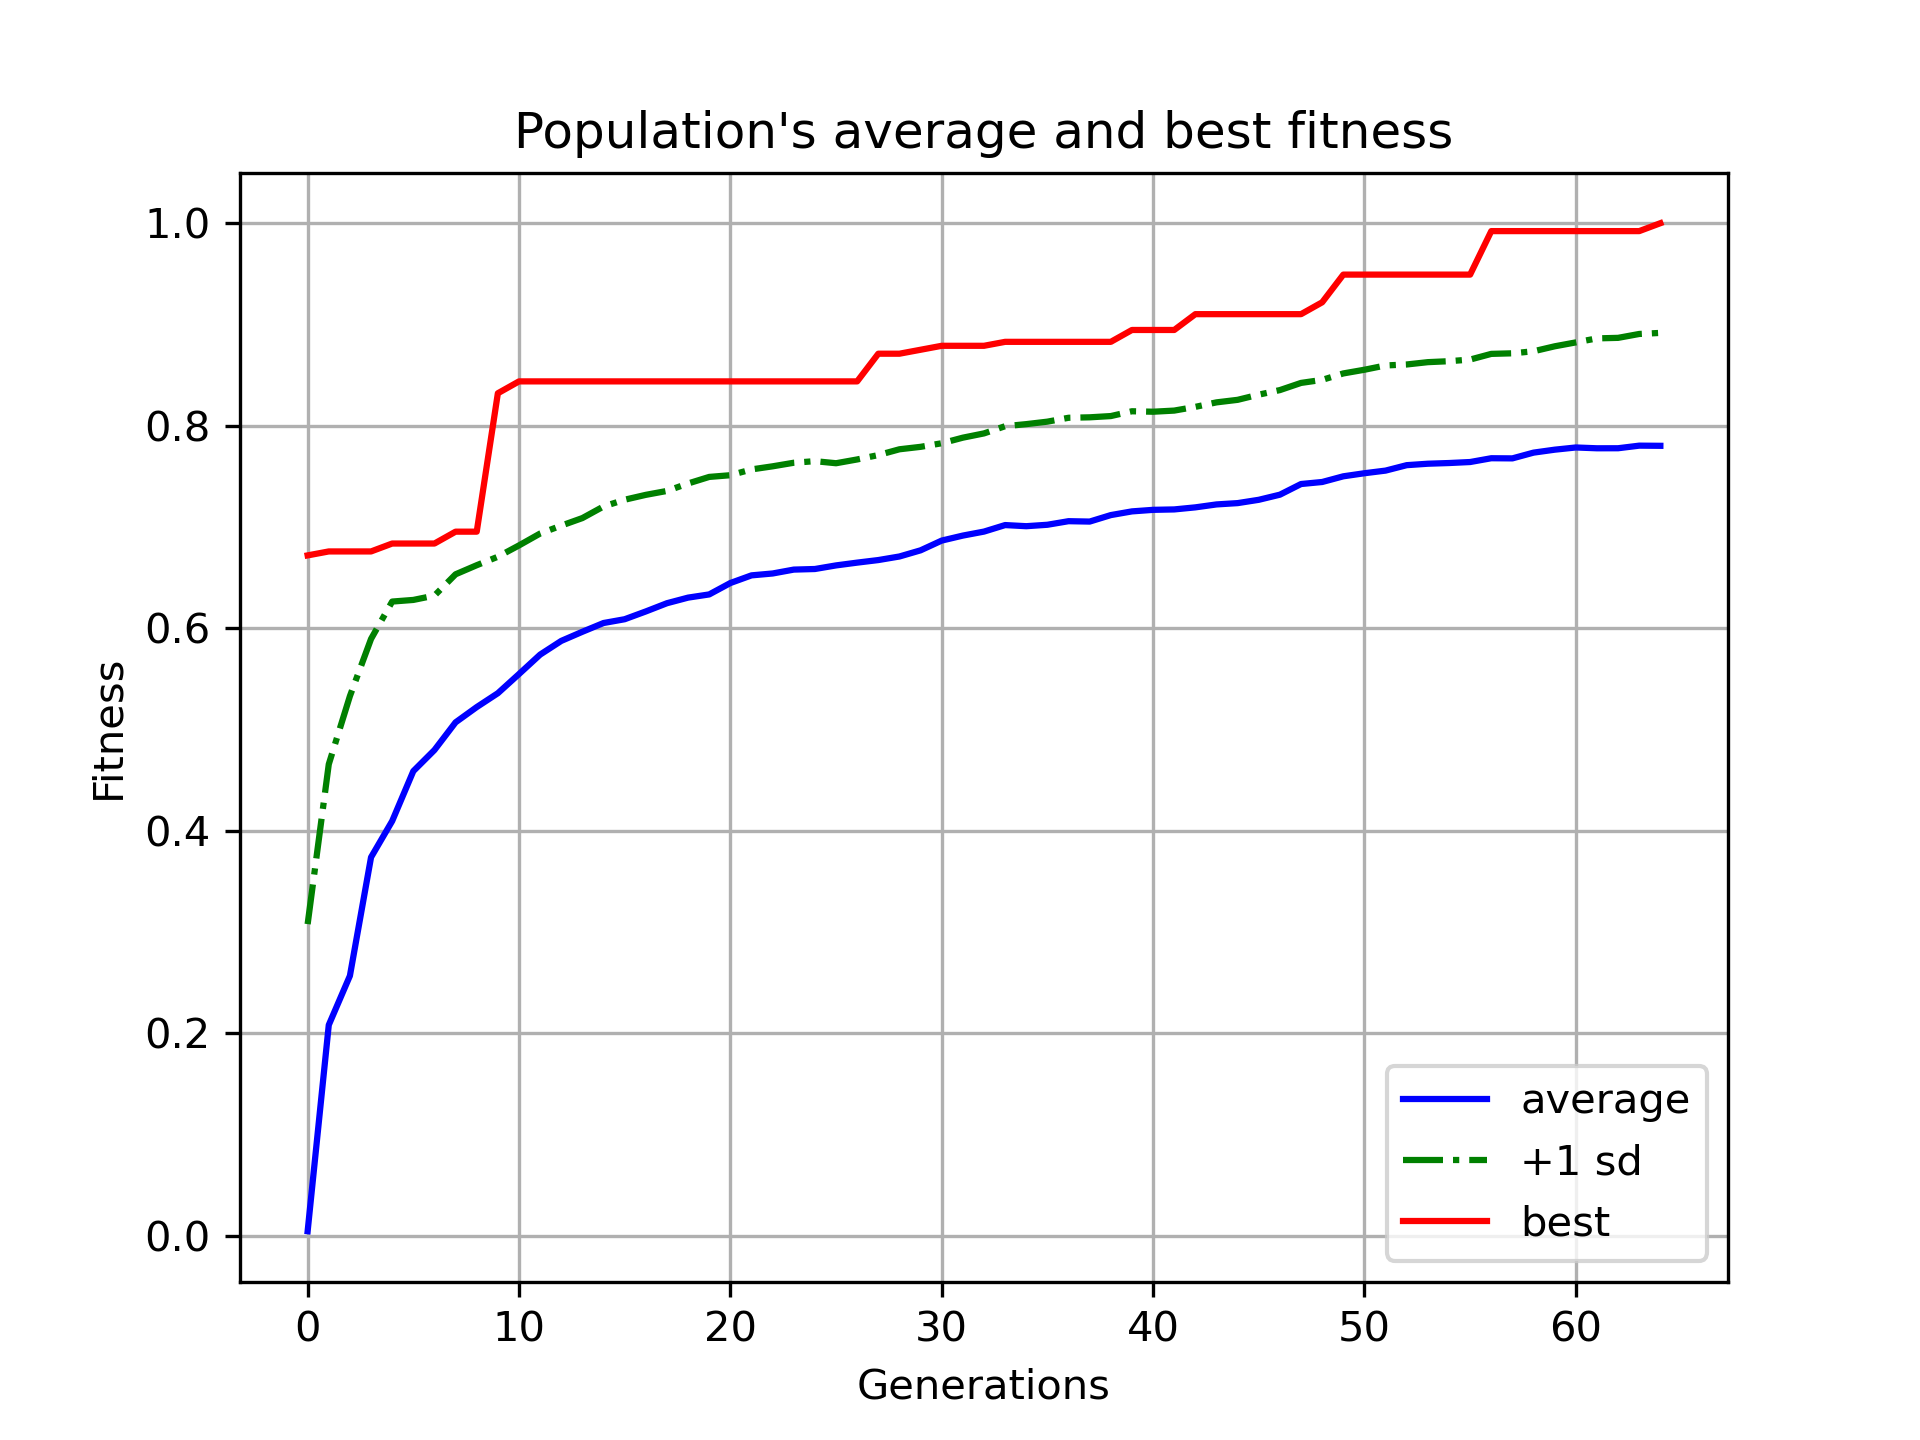 Population's average and best fitness
1.0
0.8
0.6
0.4
0.2
0.0
Fitness
average
+1 sd
best
0 10 20 30 40 50 60
Generations